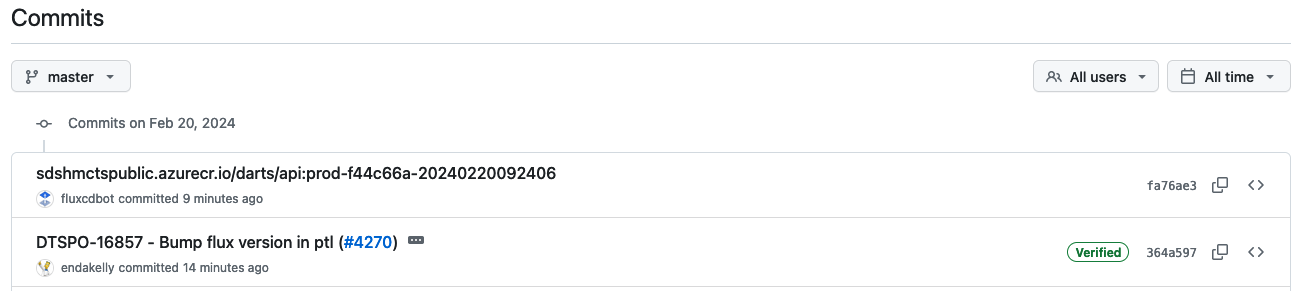 Commits
master
All users
All time
Commits on Feb 20, 2024
sdshmctspublic.azurecr.io/darts/api:prod-f44c66a-20240220092406
fluxcdbot committed 9 minutes ago
fa76ae3
DTSPO-16857 - Bump flux version in ptl (#4270)
endakelly committed 14 minutes ago
Verified
364a597